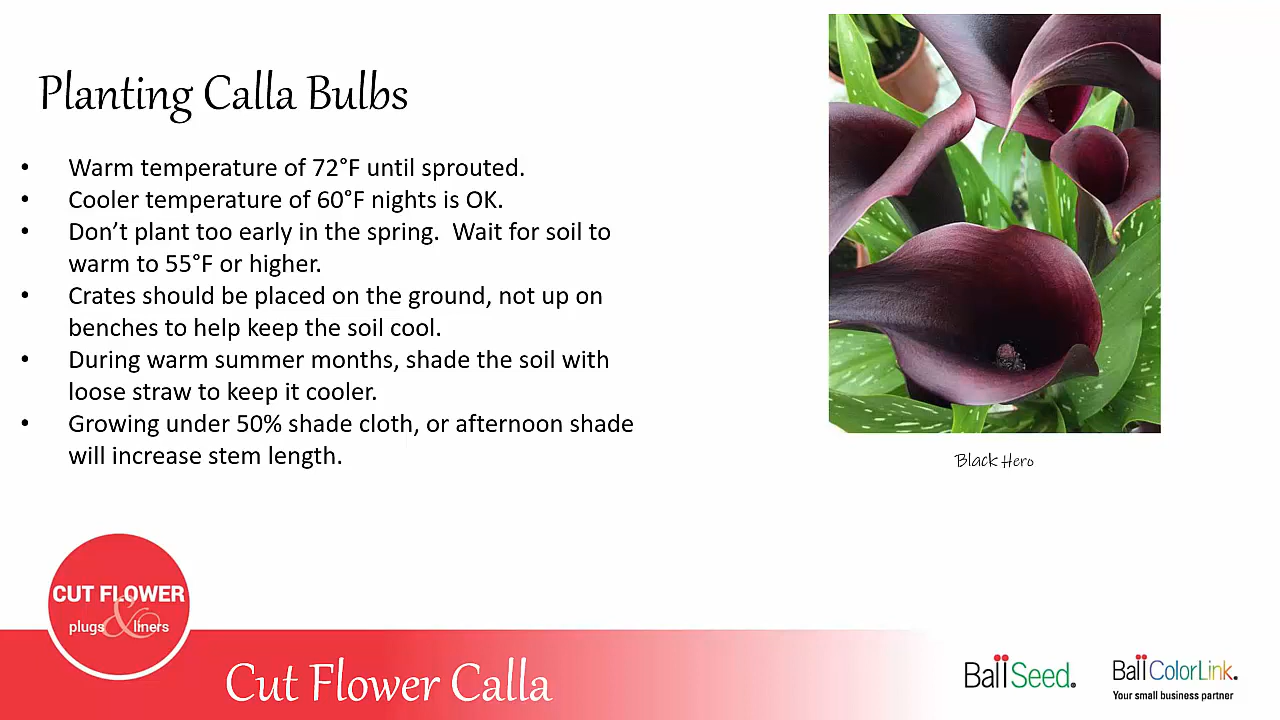 Planting Calla Bulbs
• Warm temperature of 72°F until sprouted.
• Cooler temperature of 60°F nights is OK.
• Don’t plant too early in the spring.  Wait for soil to
warm to 55°F or higher.
• Crates should be placed on the ground, not up on
benches to help keep the soil cool.
• During warm summer months, shade the soil with
loose straw to keep it cooler.
• Growing under 50% shade cloth, or afternoon shade
will increase stem length.
Black Hero
CUT FLOWER
plugs & liners
Cut Flower Calla
Ball Seed.
Ball ColorLink.
Your small business partner